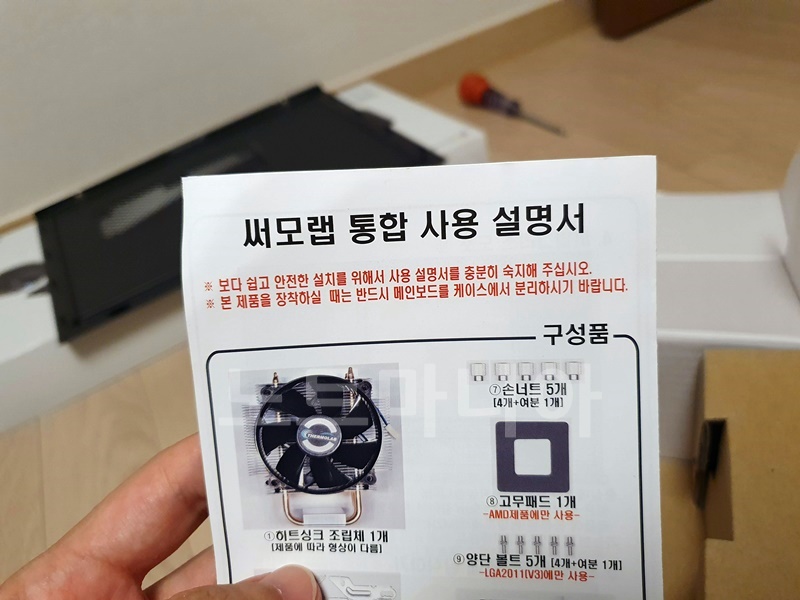 써모랩 통합 사용 설명서
※ 보다 쉽고 안전한 설치를 위해서 사용 설명서를 충분히 숙지해 주십시오.
※ 본 제품을 장착하실 때는 반드시 메인보드를 케이스에서 분리하시기 바랍니다.
구성품
노트마니아
THERMOLAB
①히트싱크 조립체 1개
[제품에 따라 형상이 다름]
⑦손너트 5개
[4개+여분 1개]
⑧고무패드 1개
-AMD제품에만 사용-
⑨양단 볼트 5개 [4개+여분 1개]
-LGA2011(V3)에만 사용-